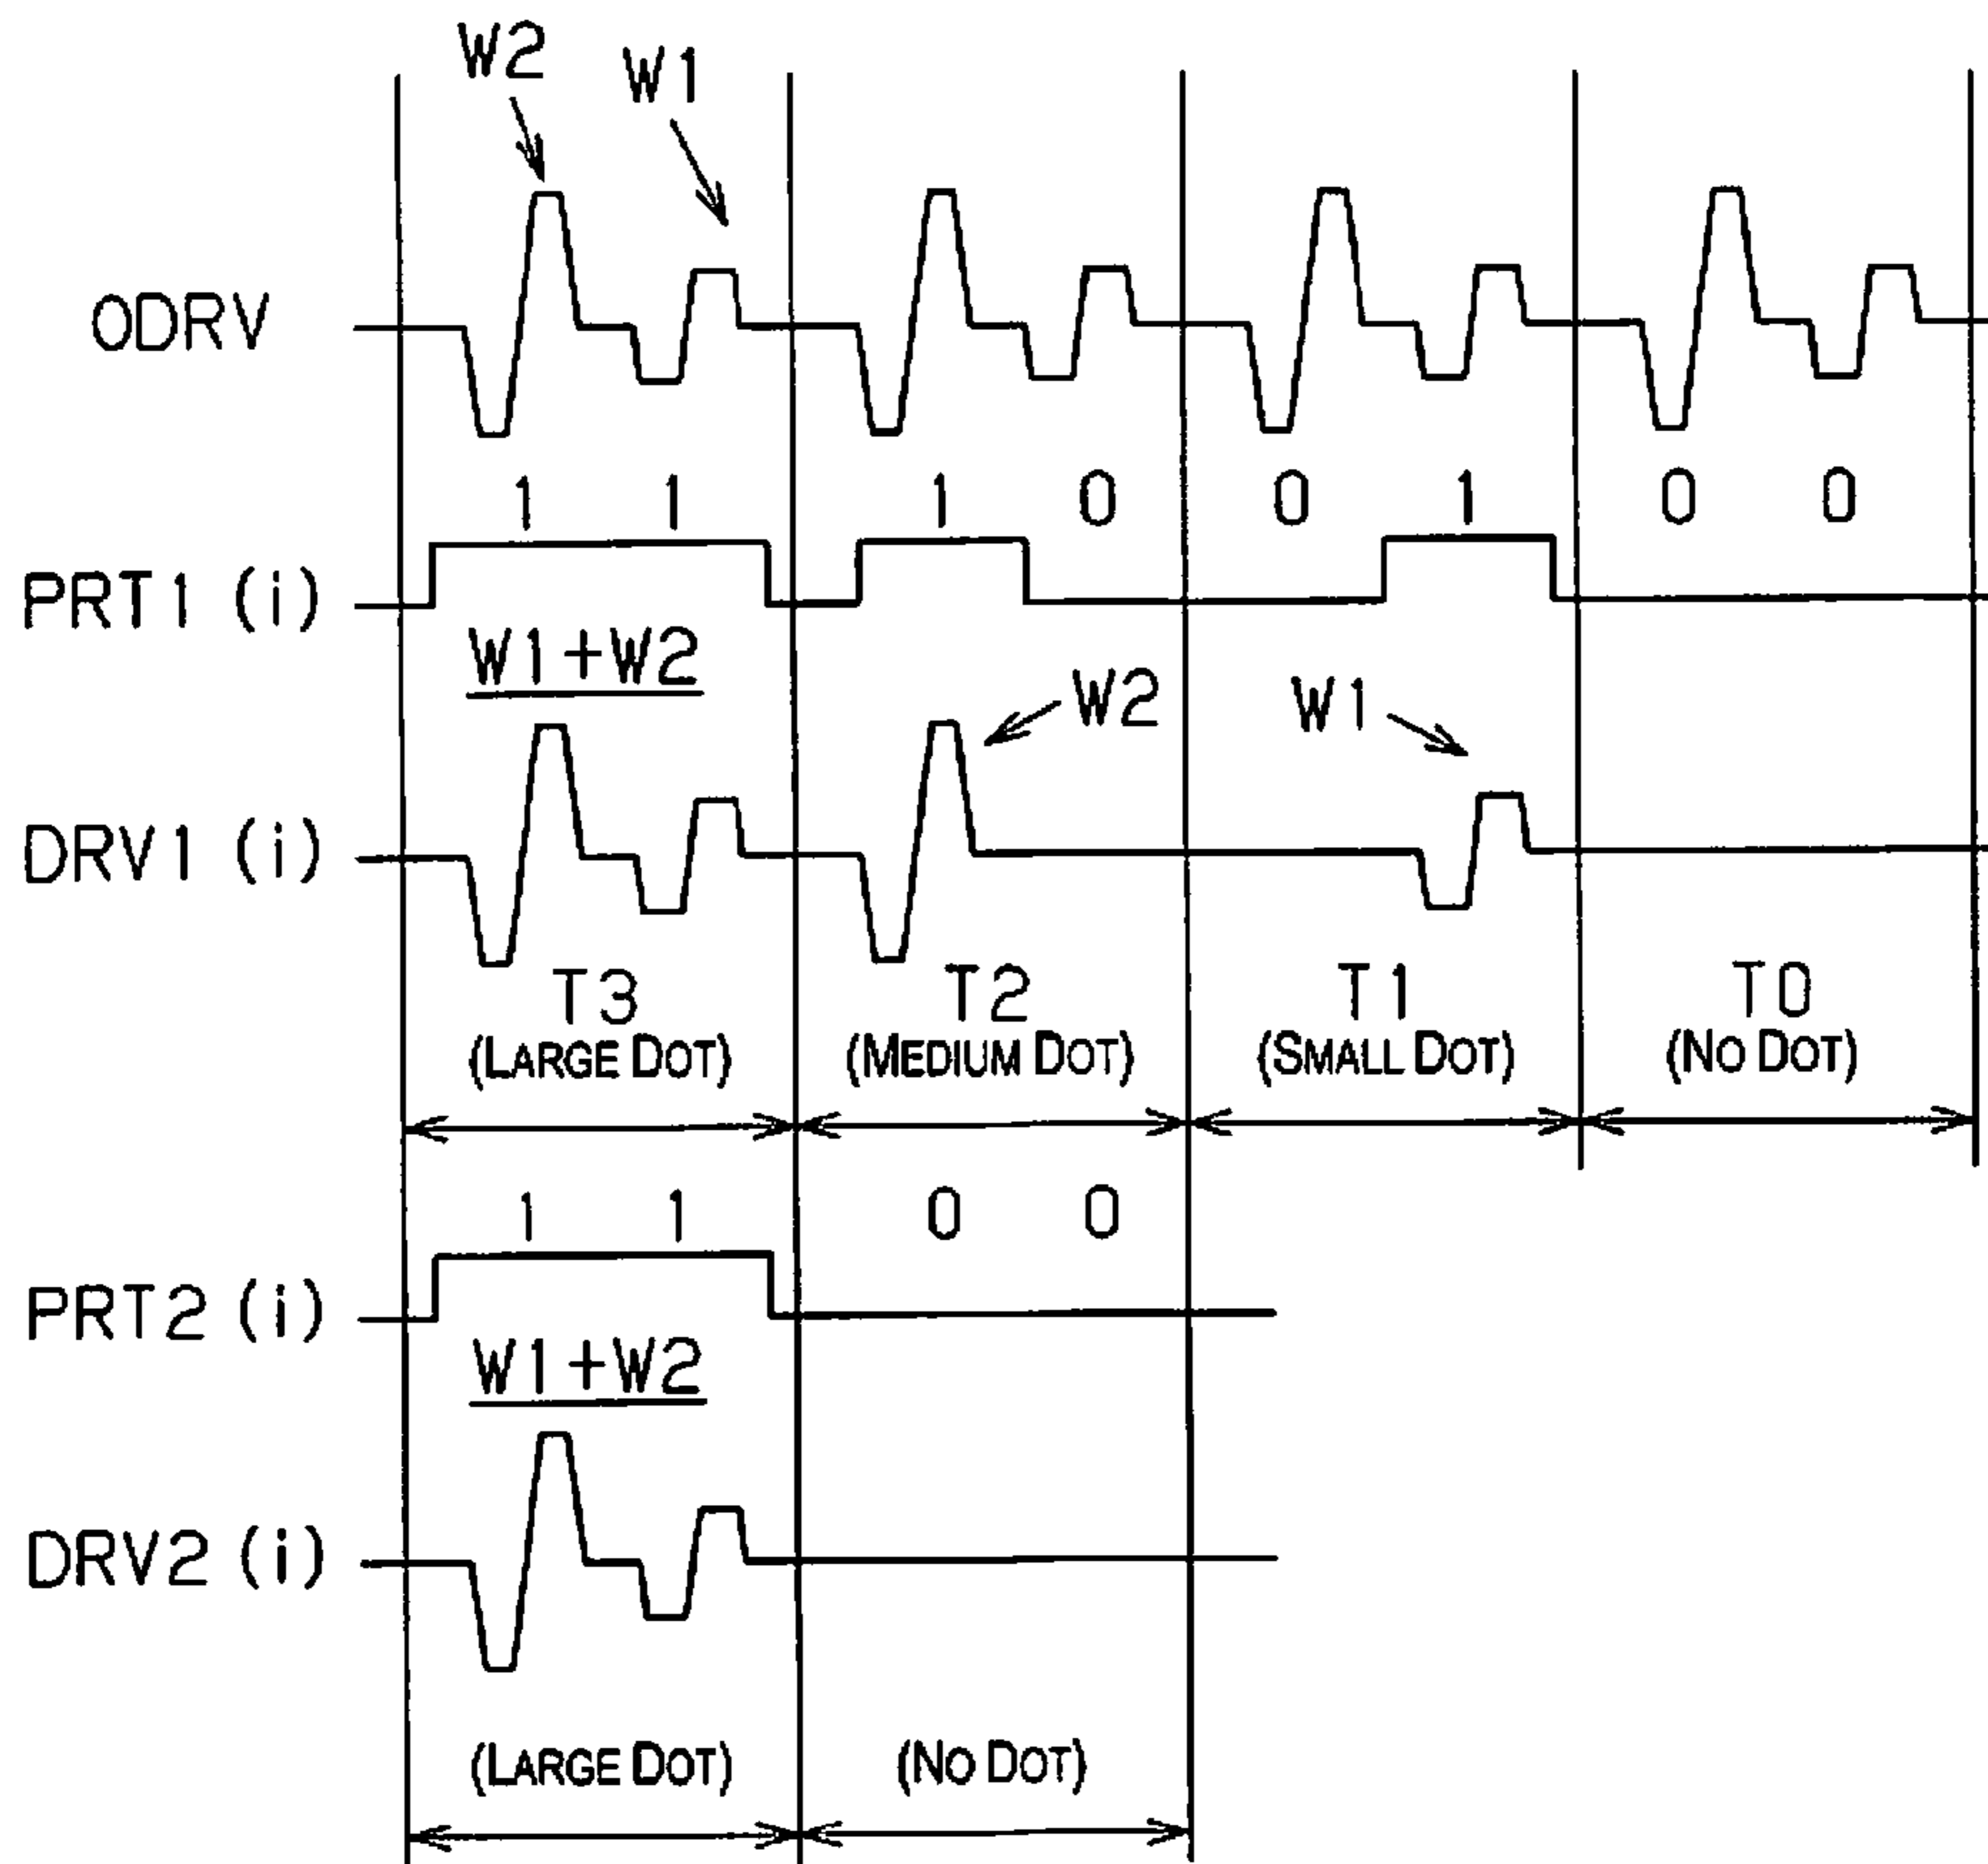 W2 W1
ODRV
1 1 1 0 0 1 0 0
PRT1 (i)
W1+W2
W2 W1
DRV1 (i)
T3 T2 T1 T0
(LARGE DOT) (MEDIUM DOT) (SMALL DOT) (NO DOT)
1 1 0 0
PRT2 (i)
W1+W2
DRV2 (i)
(LARGE DOT) (NO DOT)